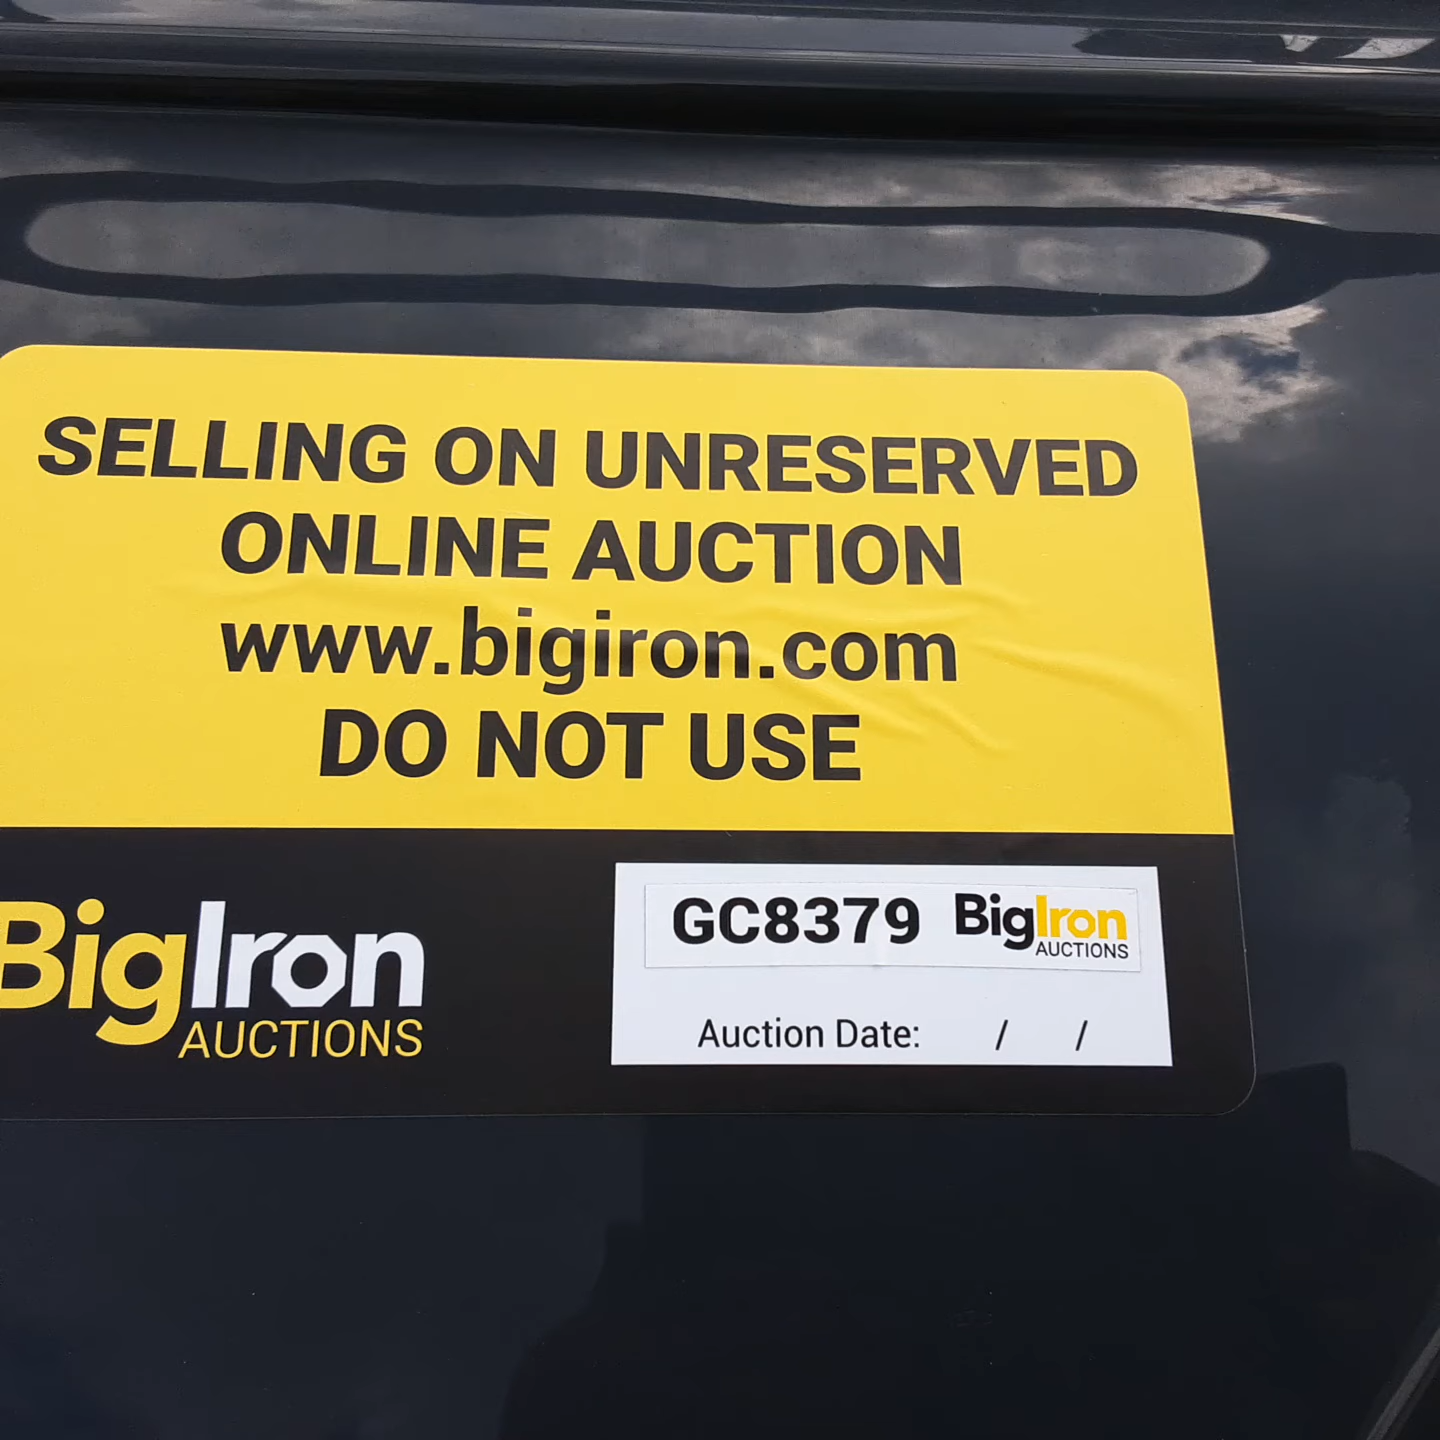 SELLING ON UNRESERVED
ONLINE AUCTION
www.bigiron.com
DO NOT USE
BigIron
AUCTIONS
GC8379 BigIron
AUCTIONS
Auction Date: / /